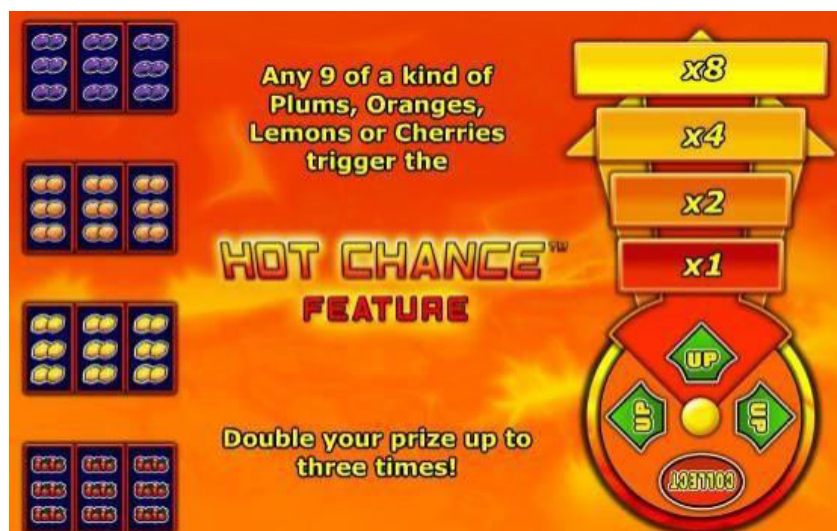 Any 9 of a kind of
Plums, Oranges,
Lemons or Cherries
trigger the
HOT CHANCE™
FEATURE
Double your prize up to
three times!
x8
x4
x2
x1
UP
UP
UP
COLLECT